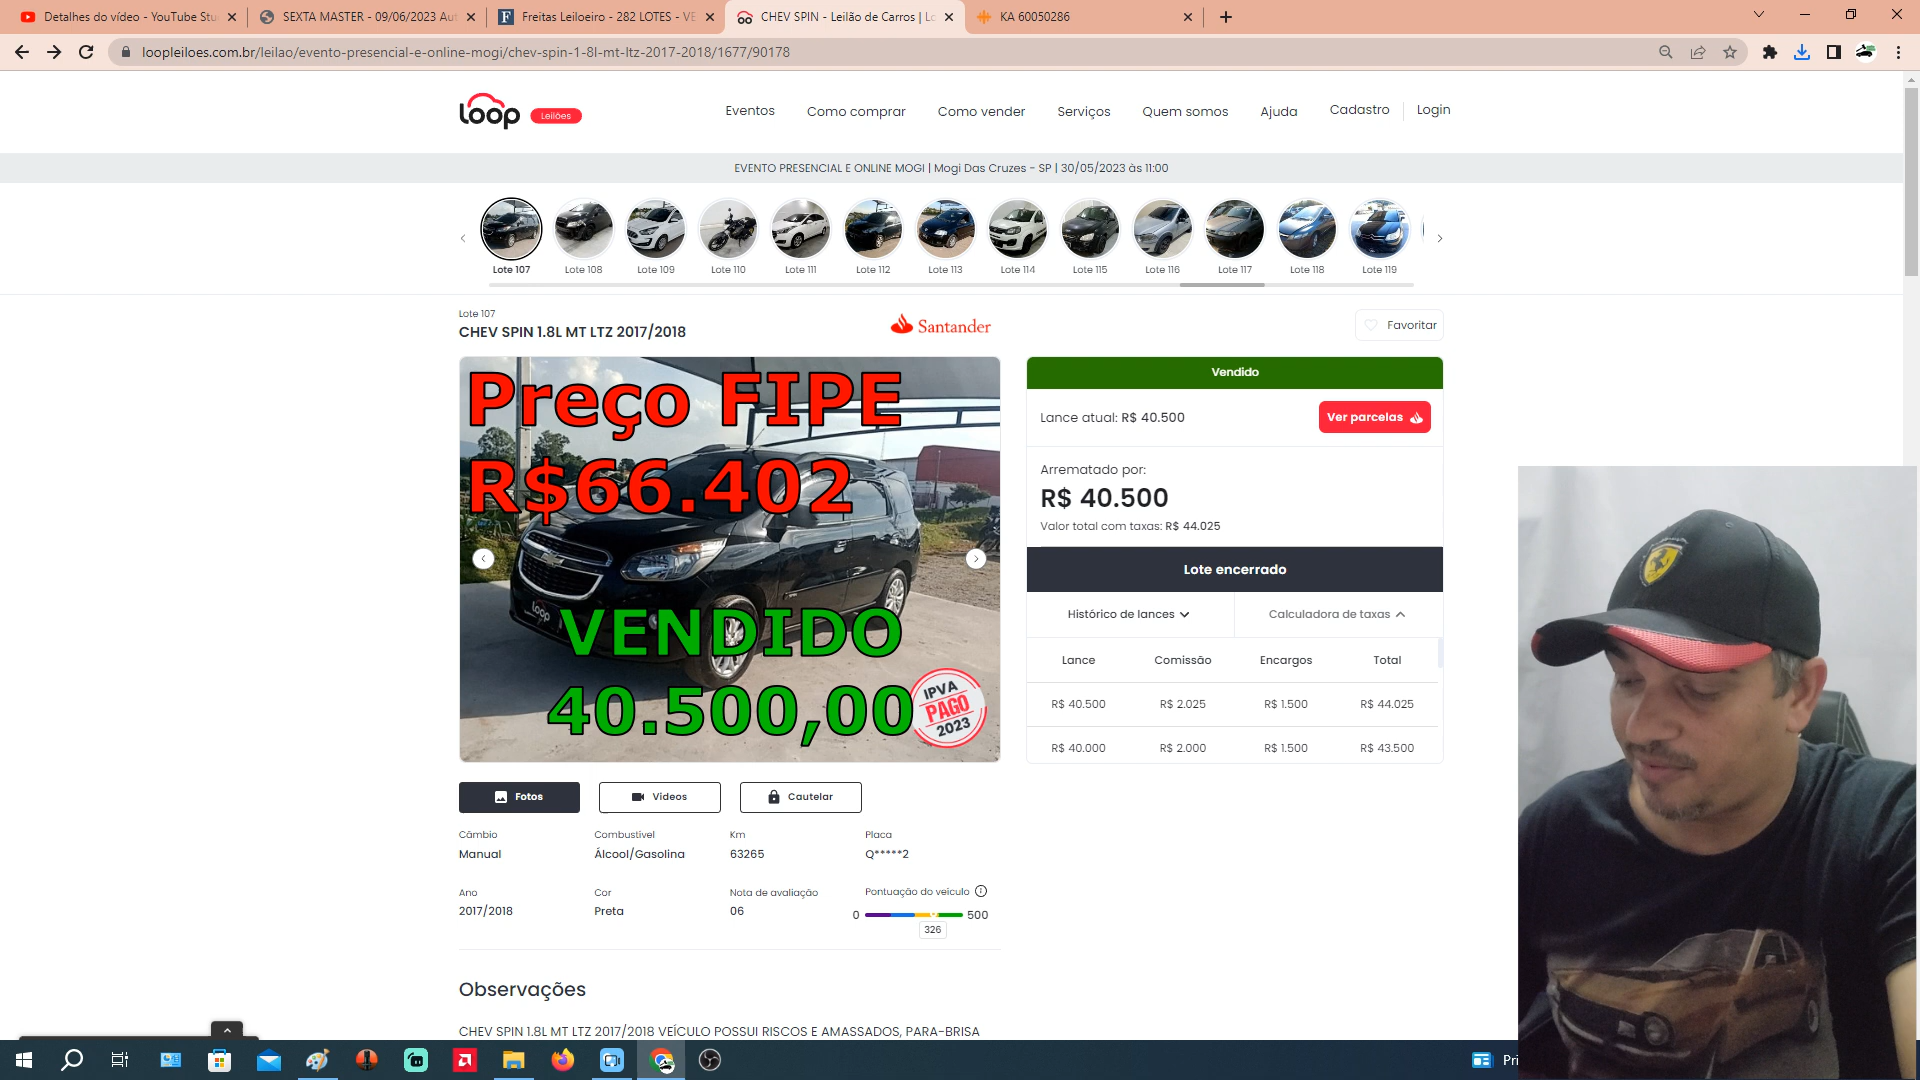 Detalhes do vídeo - YouTube Stu
SEXTA MASTER - 09/06/2023 Aut
Freitas Leiloeiro - 282 LOTES - VE
CHEV SPIN - Leilão de Carros | Lo
KA 60050286
loopleiloes.com.br/leilao/evento-presencial-e-online-mogi/chev-spin-1-8l-mt-ltz-2017-2018/1677/90178
loop Leilões
Eventos
Como comprar
Como vender
Serviços
Quem somos
Ajuda
Cadastro
Login
EVENTO PRESENCIAL E ONLINE MOGI | Mogi Das Cruzes - SP | 30/05/2023 às 11:00
Lote 107
Lote 108
Lote 109
Lote 110
Lote 111
Lote 112
Lote 113
Lote 114
Lote 115
Lote 116
Lote 117
Lote 118
Lote 119
Lote 107
CHEV SPIN 1.8L MT LTZ 2017/2018
Santander
Favoritar
Preço FIPE
R$66.402
loop
VENDIDO
40.500,00
IPVA
PAGO
2023
Vendido
Lance atual: R$ 40.500
Ver parcelas
Arrematado por:
R$ 40.500
Valor total com taxas: R$ 44.025
Lote encerrado
Histórico de lances
Calculadora de taxas
Lance Comissão Encargos Total
R$ 40.500 R$ 2.025 R$ 1.500 R$ 44.025
R$ 40.000 R$ 2.000 R$ 1.500 R$ 43.500
Fotos
Vídeos
Cautelar
Câmbio Combustível Km Placa
Manual Álcool/Gasolina 63265 Q*****2
Ano Cor Nota de avaliação Pontuação do veículo
2017/2018 Preta 06 0 500
326
Observações
CHEV SPIN 1.8L MT LTZ 2017/2018 VEÍCULO POSSUI RISCOS E AMASSADOS, PARA-BRISA
Pri